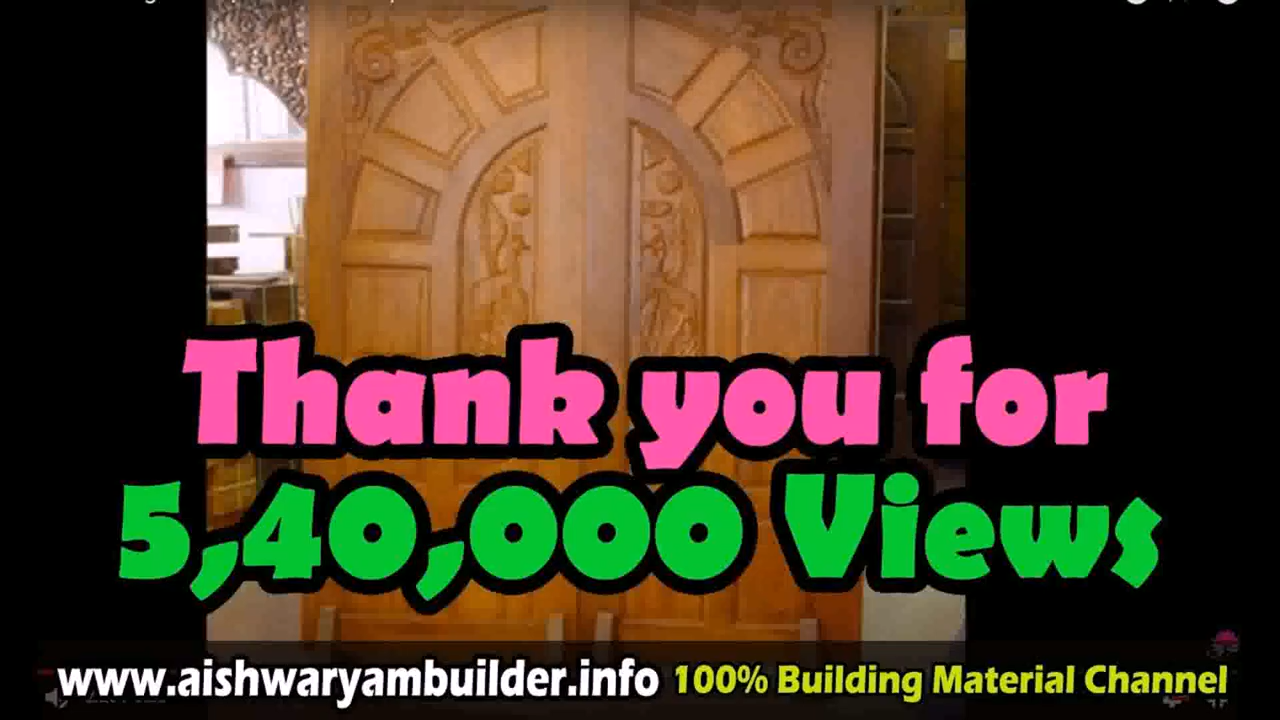 Thank you for
5,40,000 Views
www.aishwaryambuilder.info 100% Building Material Channel